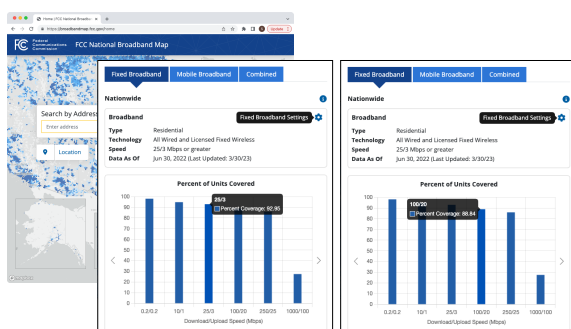 Home | FCC National Broadba
https://broadbandmap.fcc.gov/home
Update
FCC
Federal
Communications
Commission
FCC National Broadband Map
Search by Address
Enter address
Location
Fixed Broadband
Mobile Broadband
Combined
Nationwide
Broadband
Fixed Broadband Settings
Type Residential
Technology All Wired and Licensed Fixed Wireless
Speed 25/3 Mbps or greater
Data As Of Jun 30, 2022 (Last Updated: 3/30/23)
Percent of Units Covered
100
90
80
70
60
50
40
30
20
10
0
25/3
Percent Coverage: 92.95
0.2/0.2 10/1 25/3 100/20 250/25 1000/100
Download/Upload Speed (Mbps)
Fixed Broadband
Mobile Broadband
Combined
Nationwide
Broadband
Fixed Broadband Settings
Type Residential
Technology All Wired and Licensed Fixed Wireless
Speed 25/3 Mbps or greater
Data As Of Jun 30, 2022 (Last Updated: 3/30/23)
Percent of Units Covered
100
90
80
70
60
50
40
30
20
10
0
100/20
Percent Coverage: 88.84
0.2/0.2 10/1 25/3 100/20 250/25 1000/100
Download/Upload Speed (Mbps)